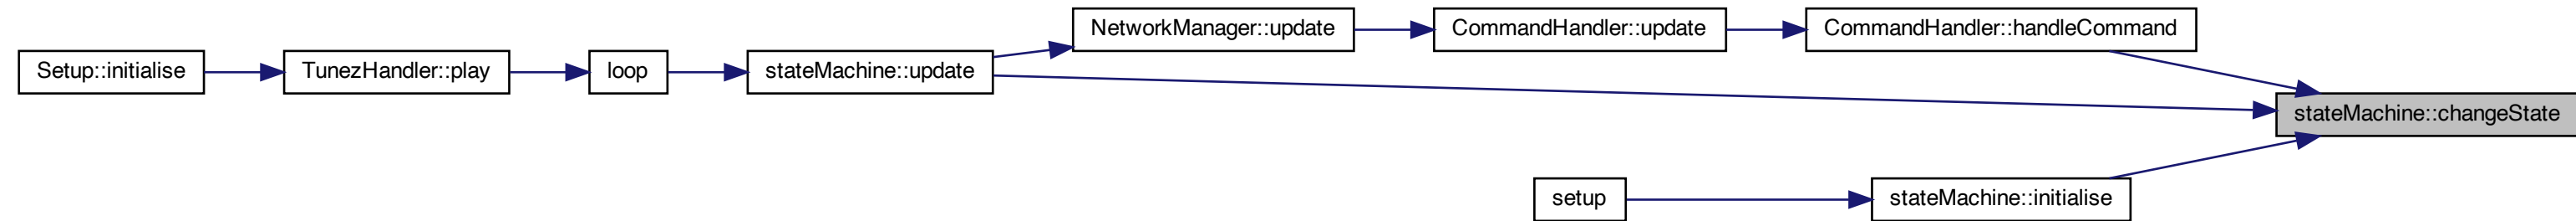 Setup::initialise
TunezHandler::play
loop
stateMachine::update
NetworkManager::update
CommandHandler::update
CommandHandler::handleCommand
stateMachine::changeState
setup
stateMachine::initialise